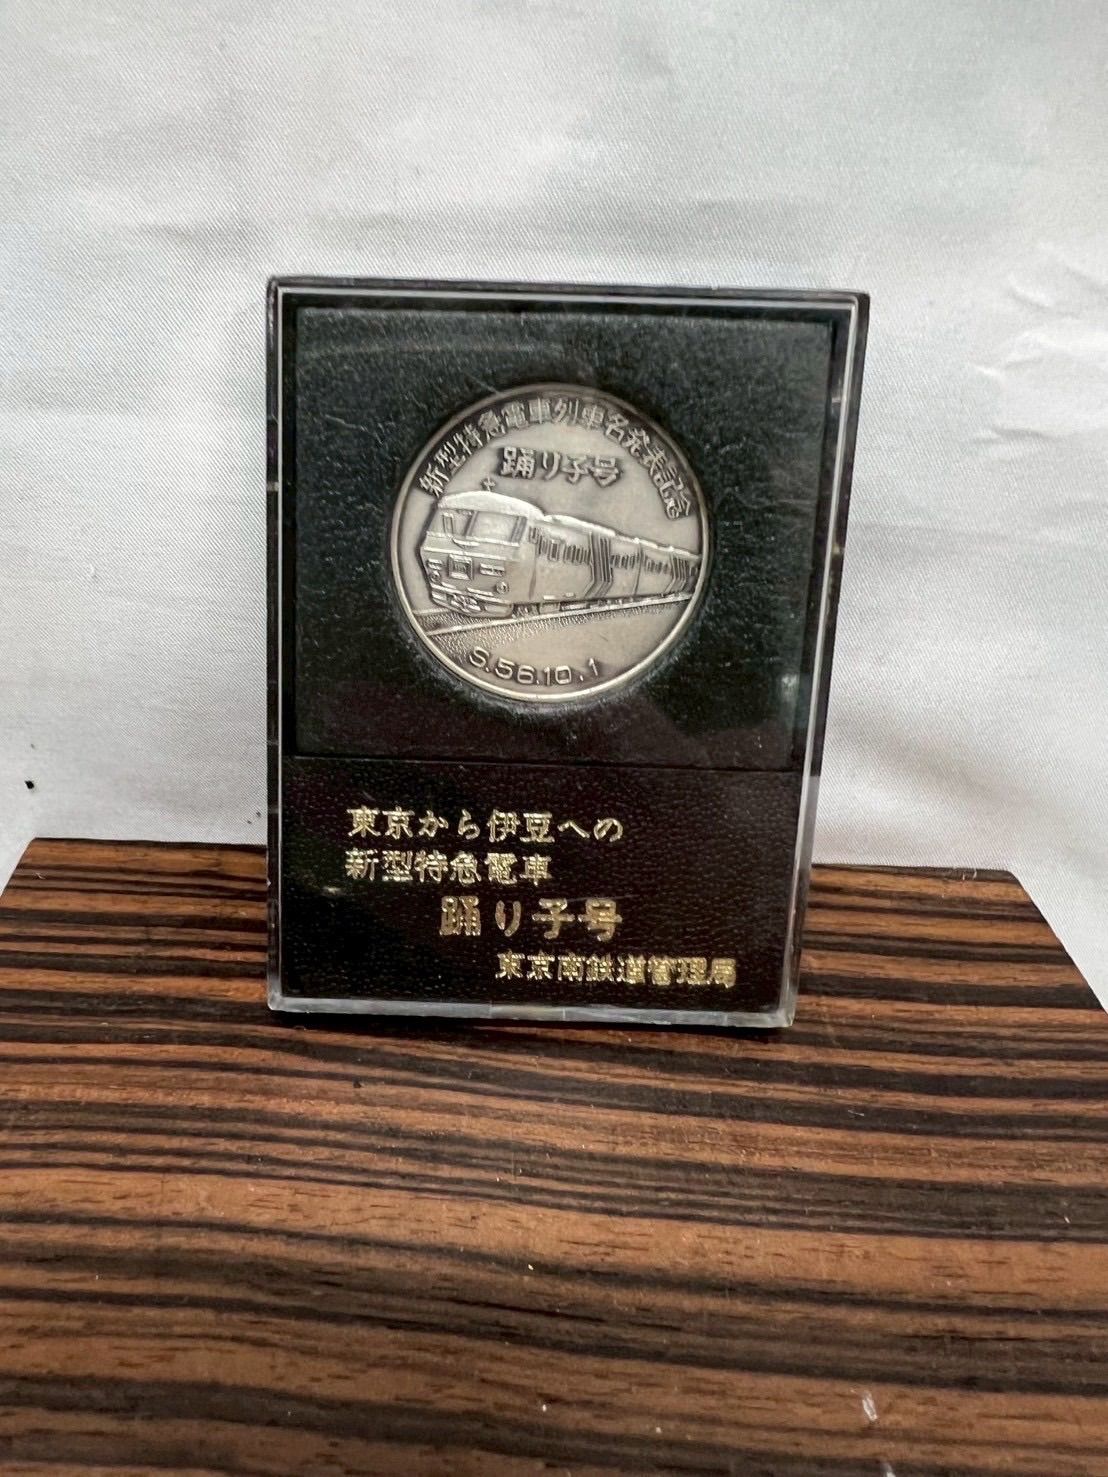 新型特急電車列車名発表記念
踊り子号
S.56.10.1
東京から伊豆への
新型特急電車
踊り子号
東京南鉄道管理局